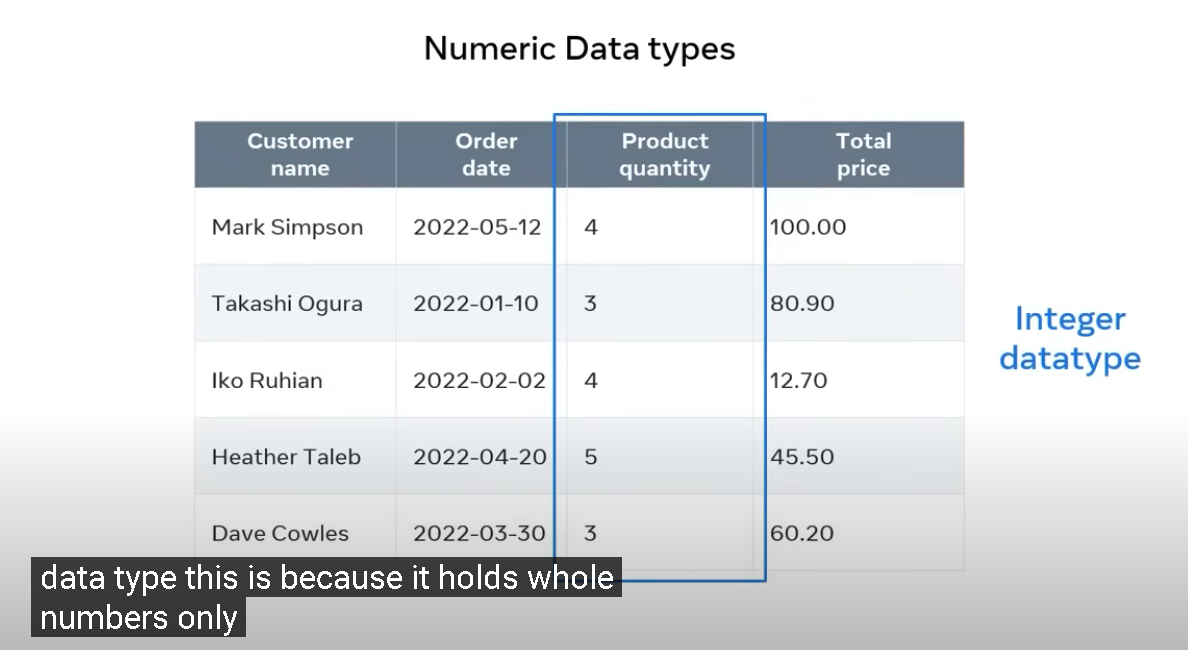 Numeric Data types
Customer name
Order date
Product quantity
Total price
Mark Simpson 2022-05-12 4 100.00
Takashi Ogura 2022-01-10 3 80.90
Iko Ruhian 2022-02-02 4 12.70
Heather Taleb 2022-04-20 5 45.50
Dave Cowles 2022-03-30 3 60.20
Integer
datatype
data type this is because it holds whole
numbers only